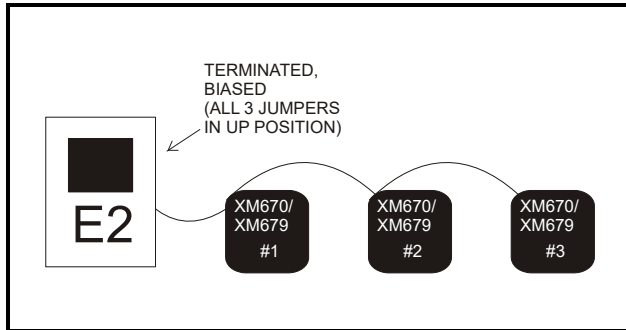 TERMINATED,
BIASED
(ALL 3 JUMPERS
IN UP POSITION)
E2
XM670/
XM679
#1
XM670/
XM679
#2
XM670/
XM679
#3